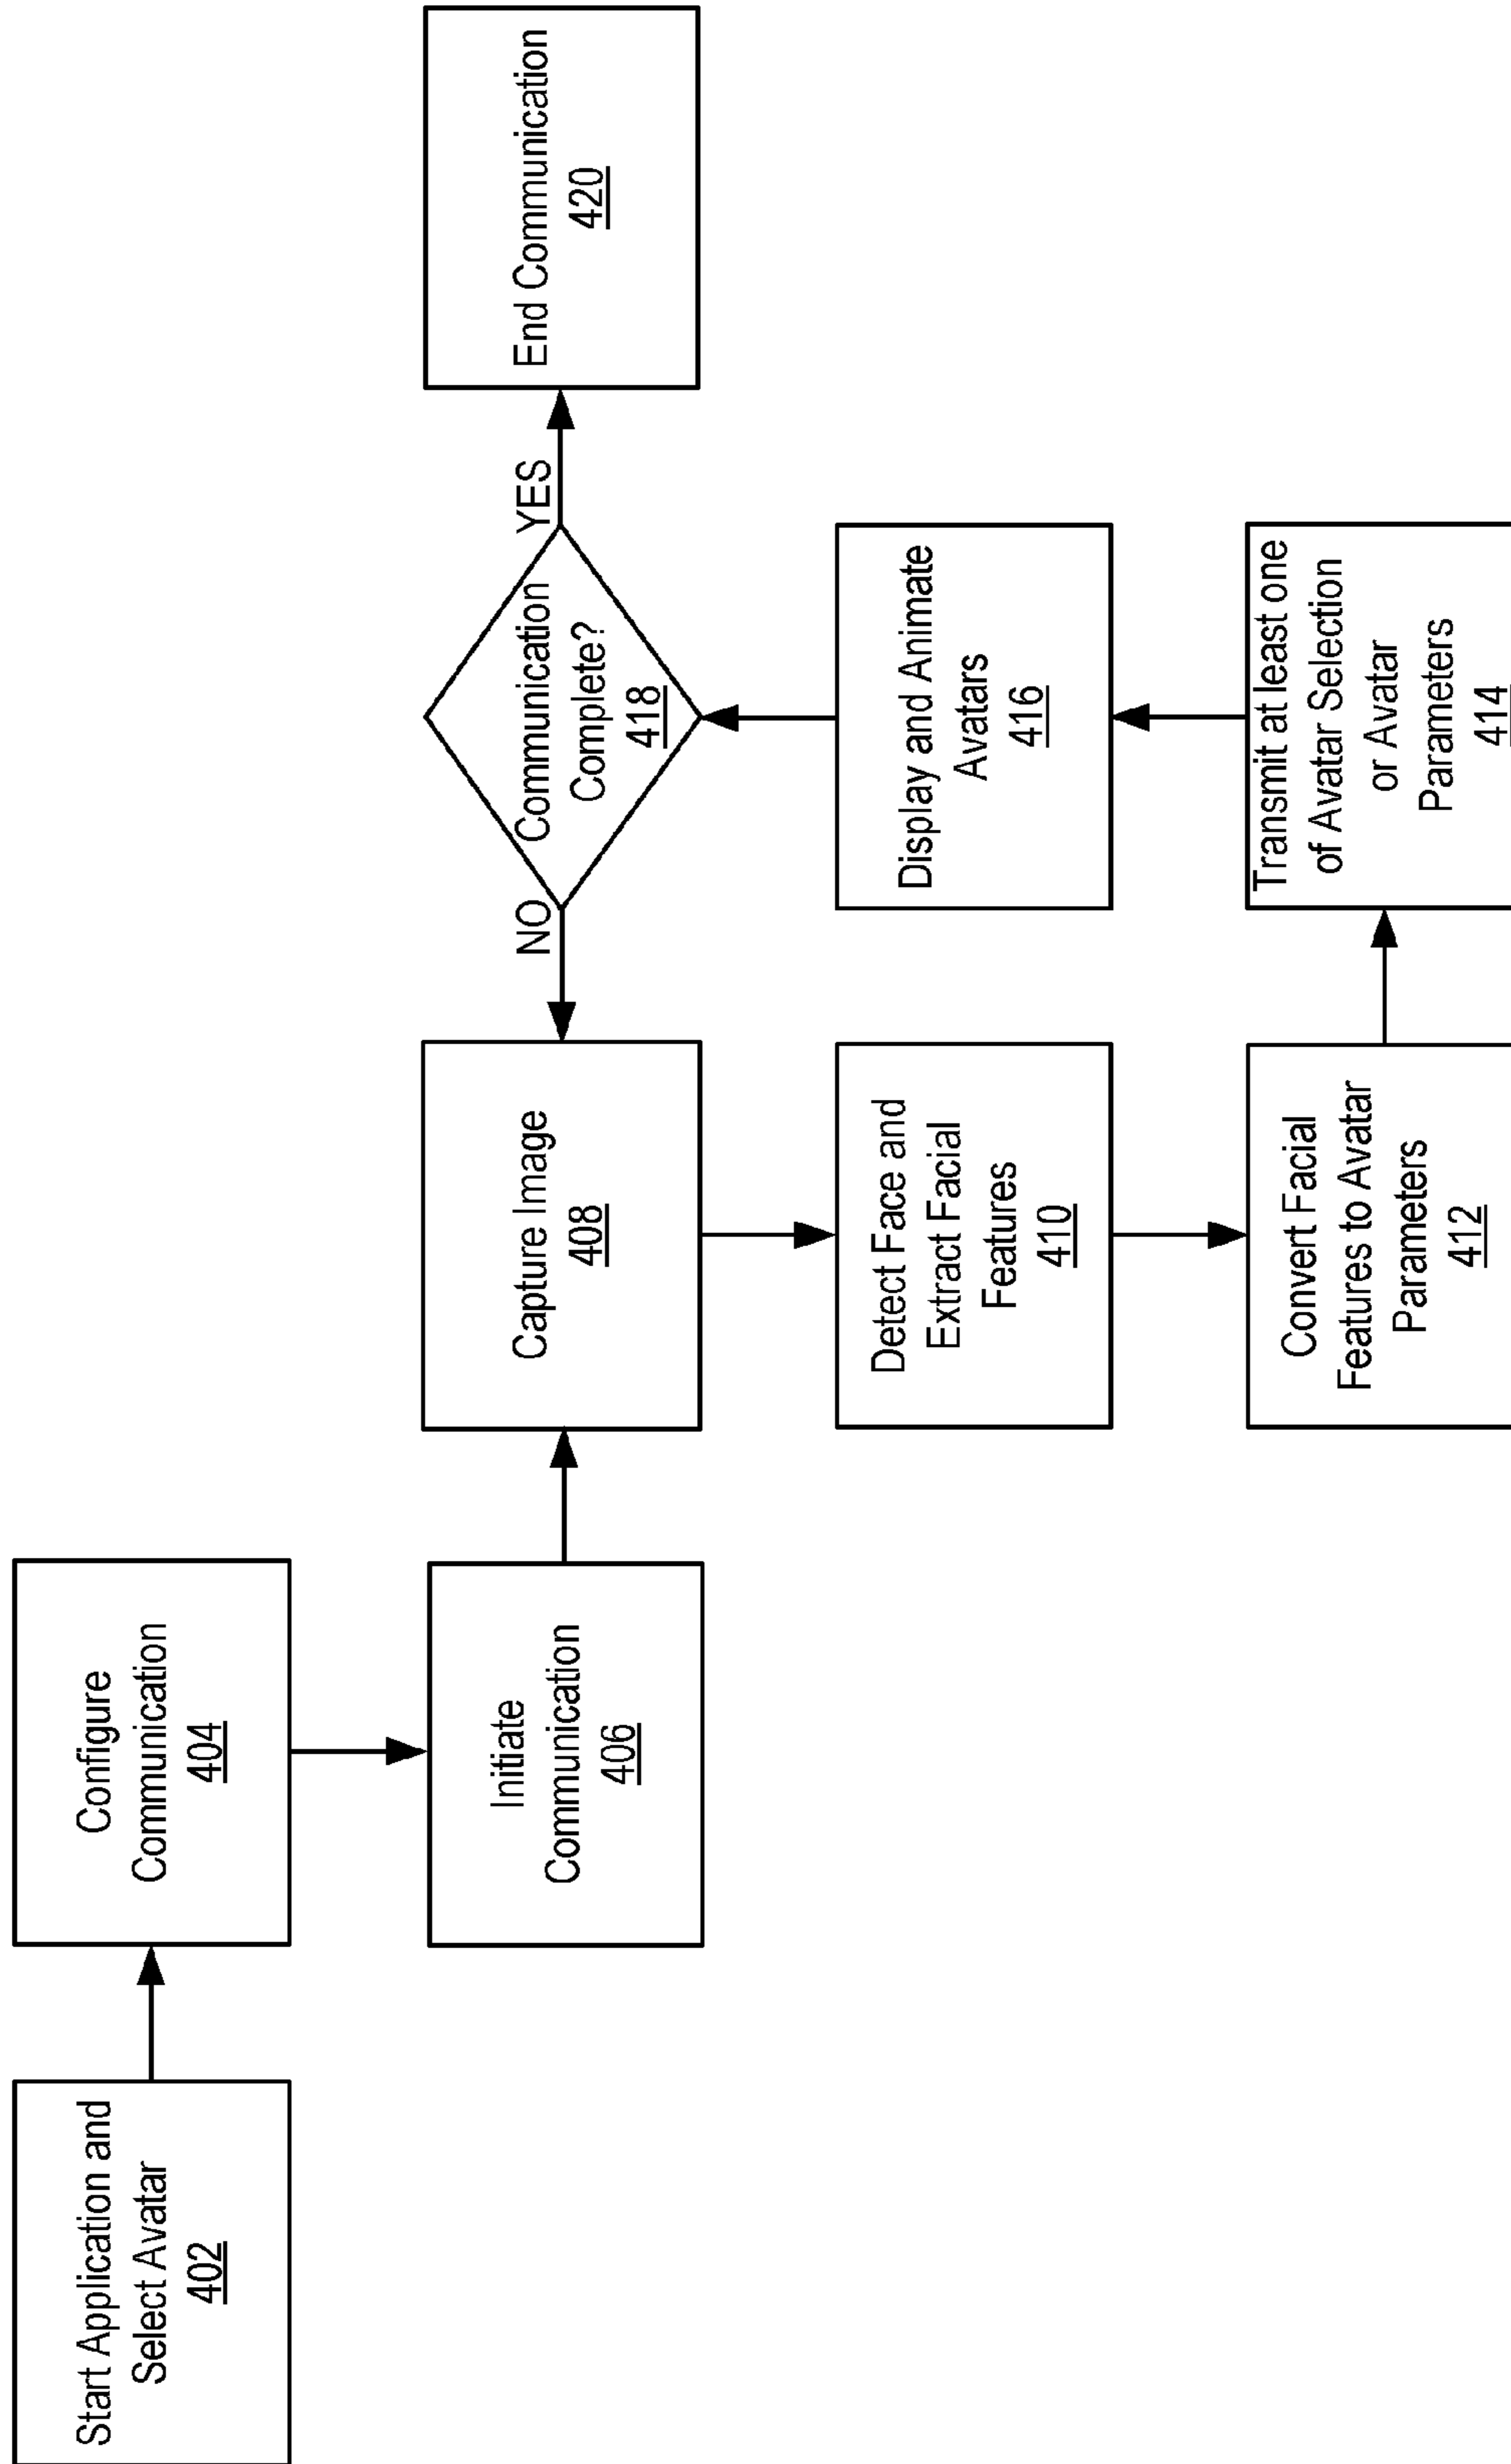 Start Application and
Select Avatar
402
Configure
Communication
404
Initiate
Communication
406
Capture Image
408
Detect Face and
Extract Facial
Features
410
Convert Facial
Features to Avatar
Parameters
412
Transmit at least one
of Avatar Selection
or Avatar
Parameters
414
Display and Animate
Avatars
416
Communication
Complete?
418
NO
YES
End Communication
420